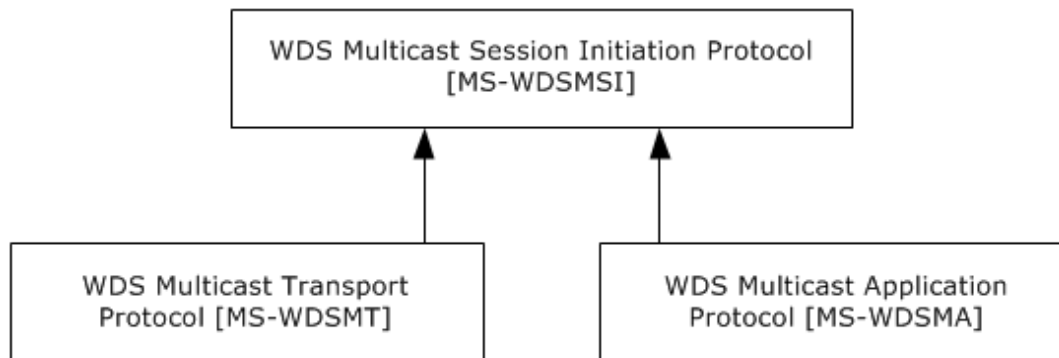 WDS Multicast Session Initiation Protocol
[MS-WDSMSI]
WDS Multicast Transport
Protocol [MS-WDSMT]
WDS Multicast Application
Protocol [MS-WDSMA]